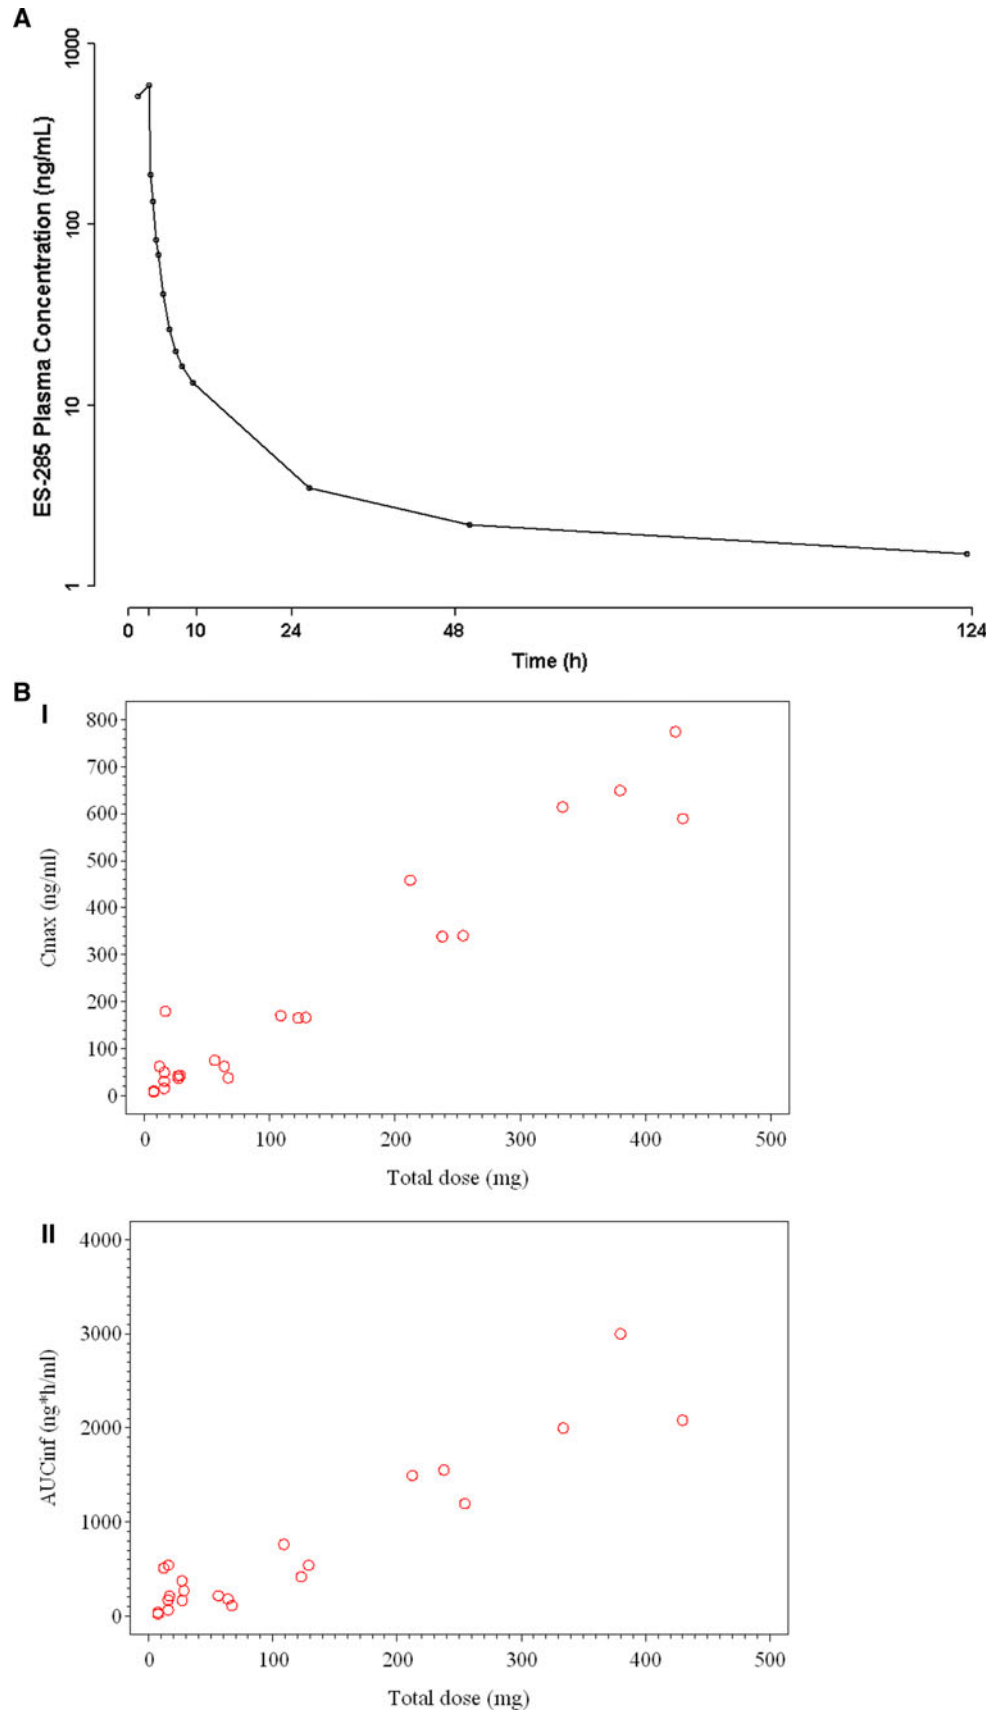 A
1000
100
10
1
ES-285 Plasma Concentration (ng/mL)
0 10 24 48 124
Time (h)
B
I
800
700
600
500
400
300
200
100
0
Cmax (ng/ml)
0 100 200 300 400 500
Total dose (mg)
II
4000
3000
2000
1000
0
AUCinf (ng*h/ml)
0 100 200 300 400 500
Total dose (mg)